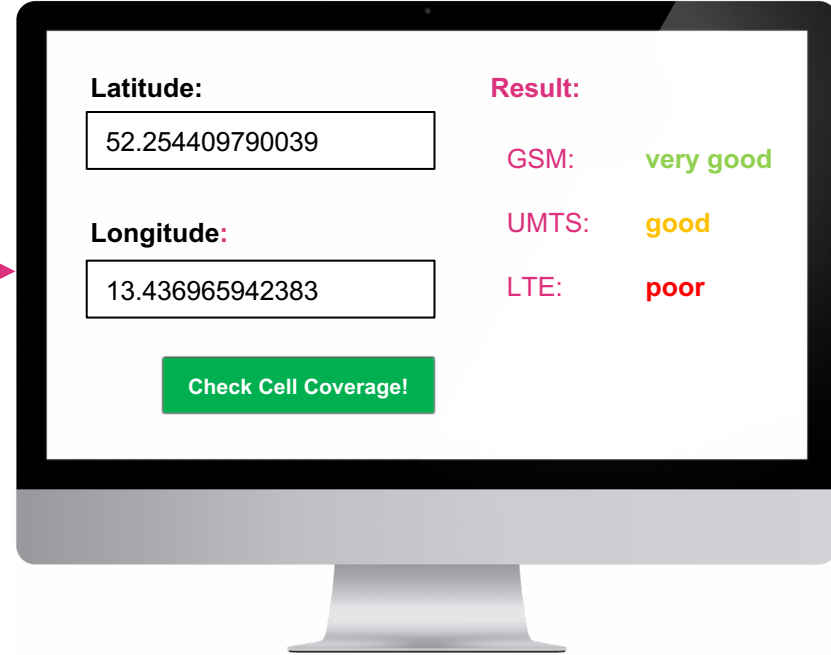 Latitude:
52.254409790039
Longitude:
13.436965942383
Check Cell Coverage!
Result:
GSM: very good
UMTS: good
LTE: poor